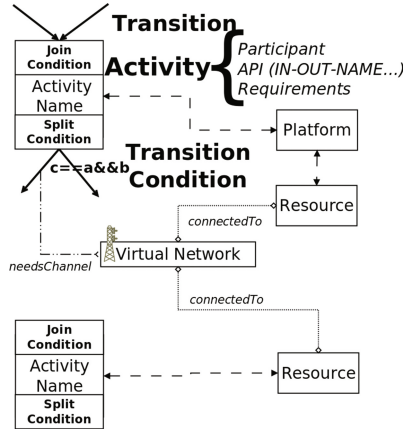 Transition
Join
Condition
Activity
Name
Split
Condition
Activity
Participant
API (IN-OUT-NAME...)
Requirements
Platform
Transition
Condition
c==a&&b
Resource
connectedTo
Virtual Network
needsChannel
connectedTo
Join
Condition
Activity
Name
Split
Condition
Resource